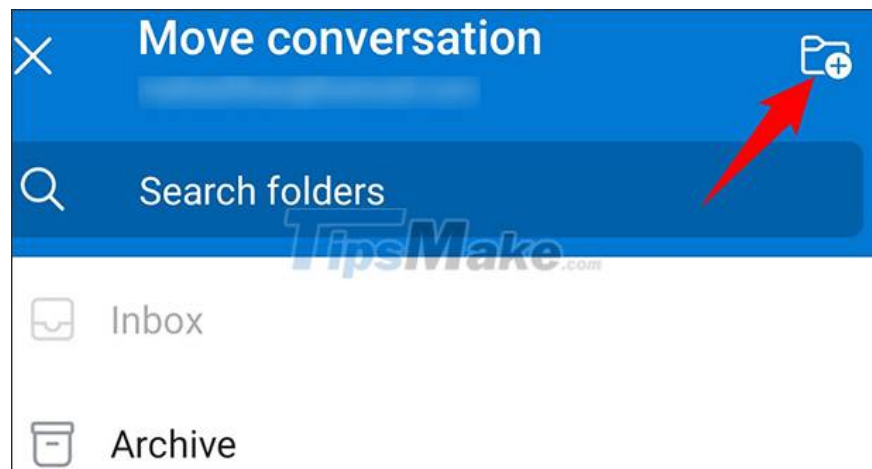 Move conversation
Search folders
TipsMake.com
Inbox
Archive